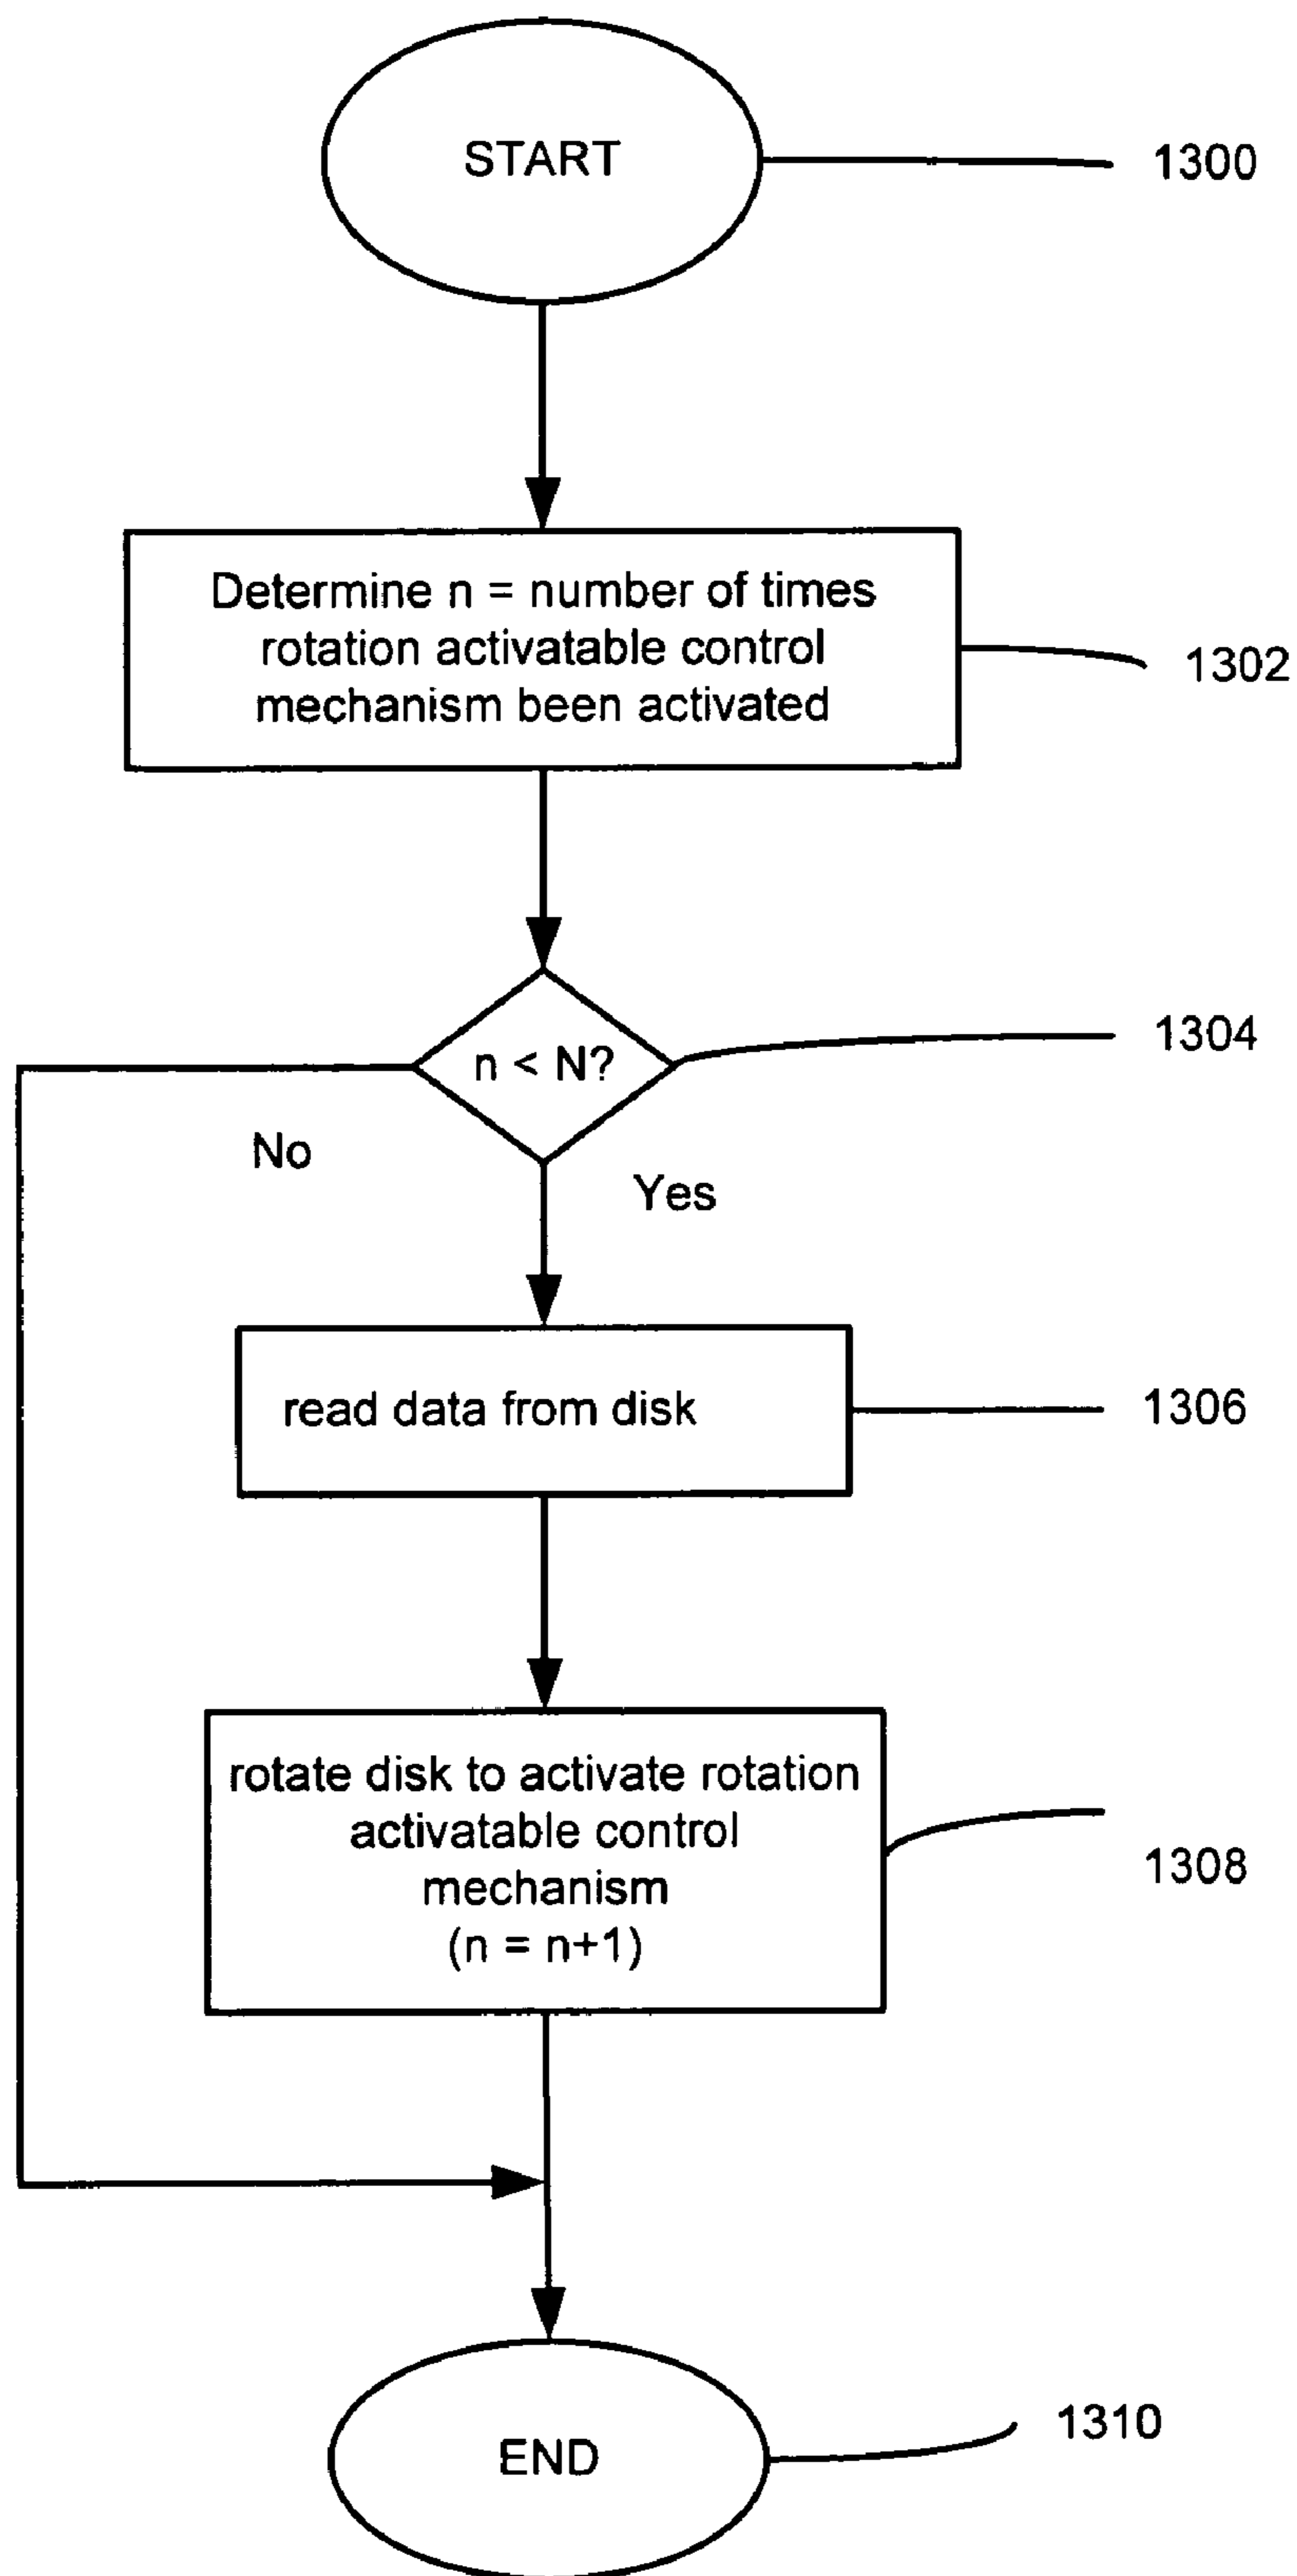 START
1300
Determine n = number of times
rotation activatable control
mechanism been activated
1302
n < N?
1304
No
Yes
read data from disk
1306
rotate disk to activate rotation
activatable control
mechanism
(n = n+1)
1308
END
1310